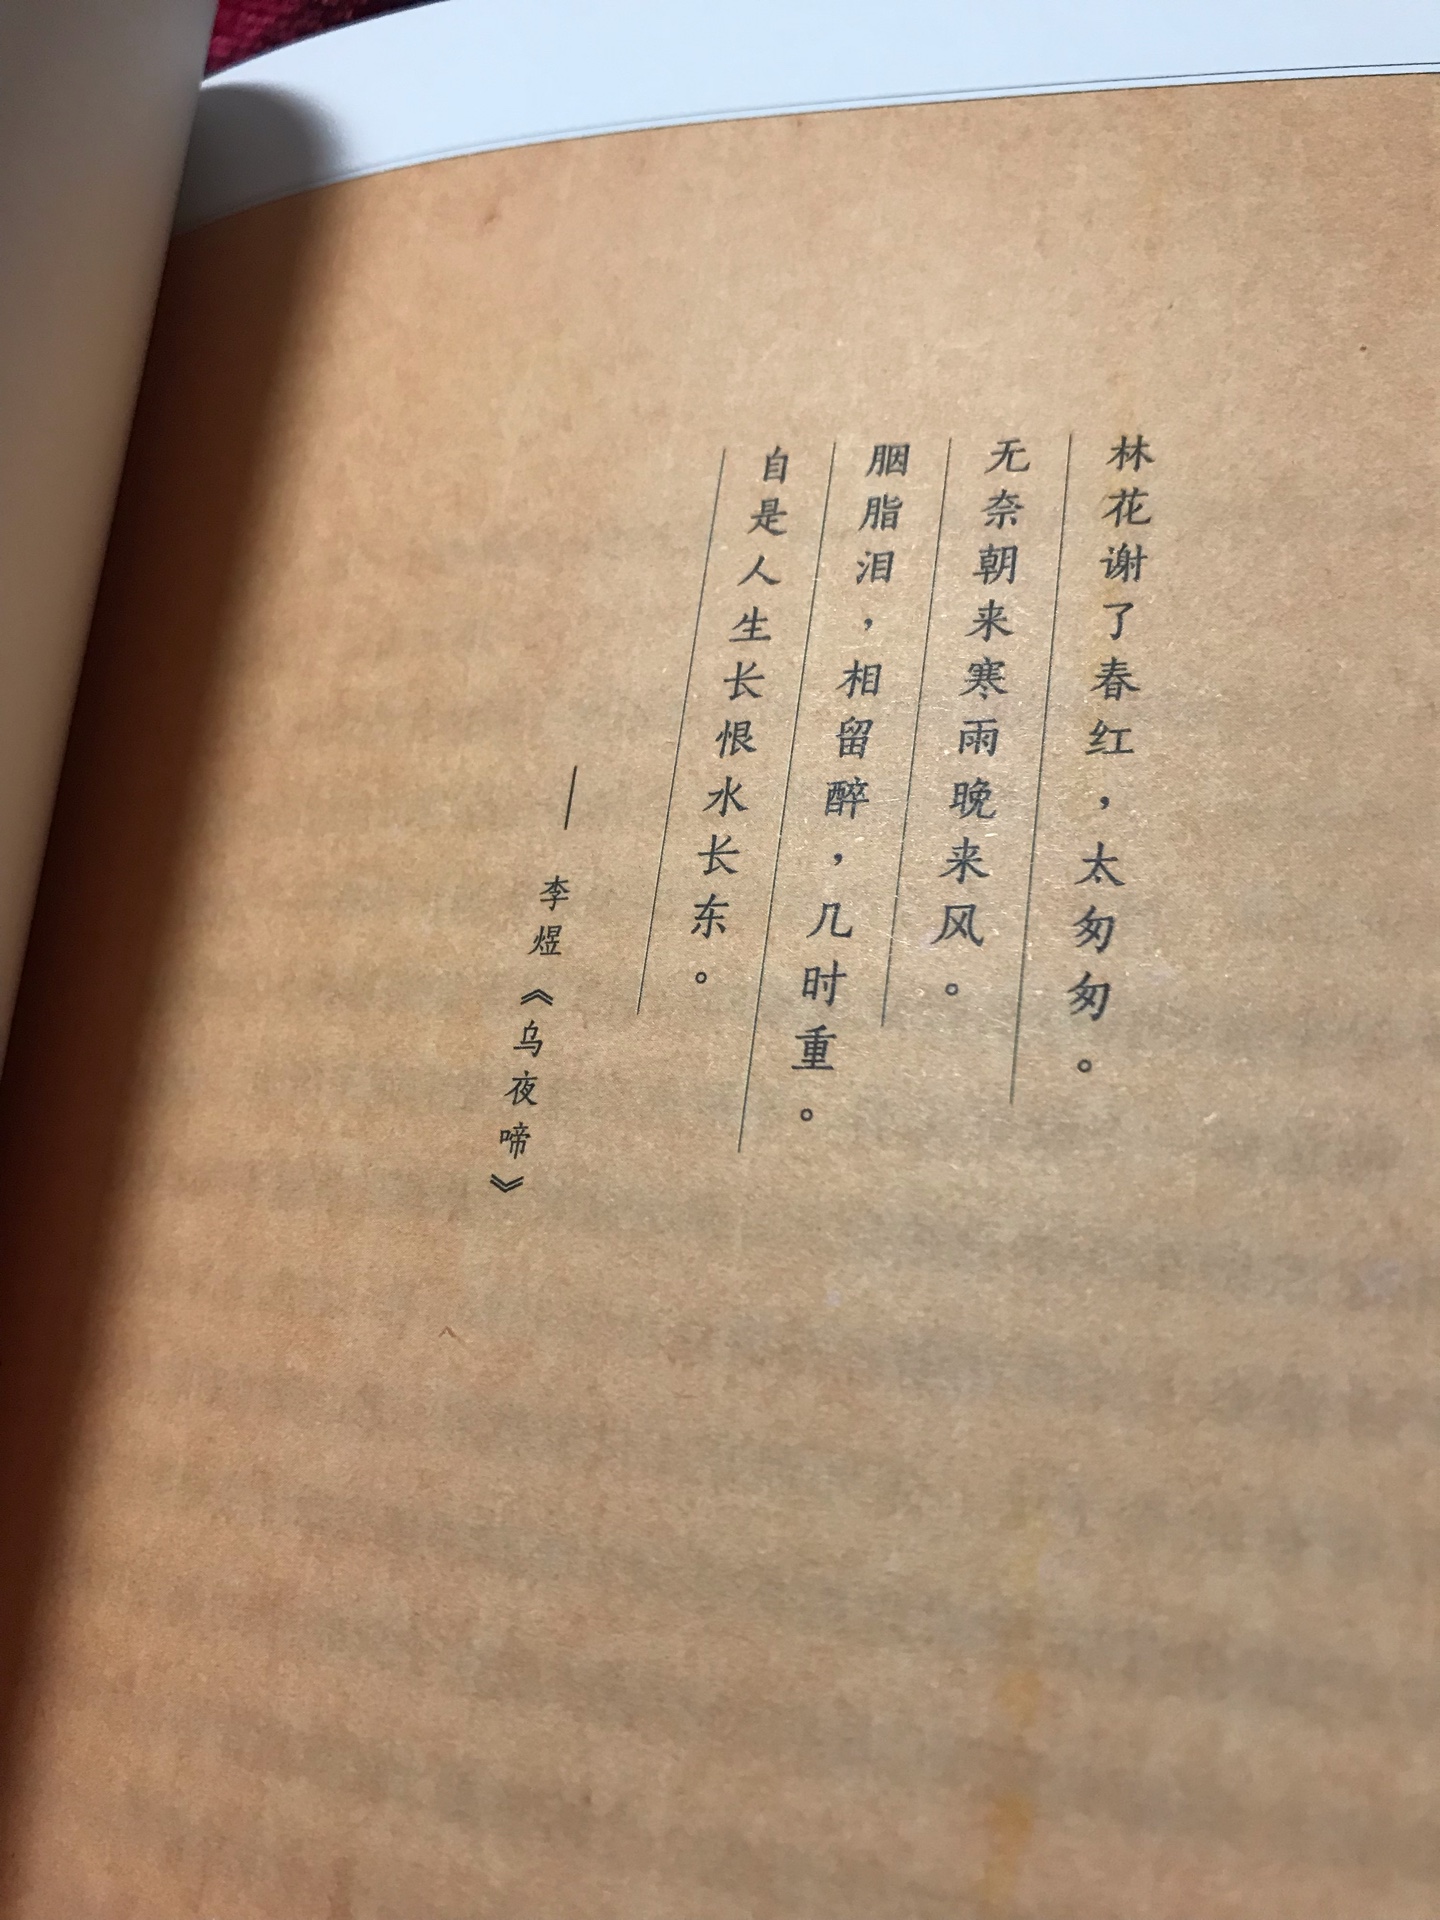 林花谢了春红，太匆匆。
无奈朝来寒雨晚来风。
胭脂泪，相留醉，几时重。
自是人生长恨水长东。
—李煜《乌夜啼》